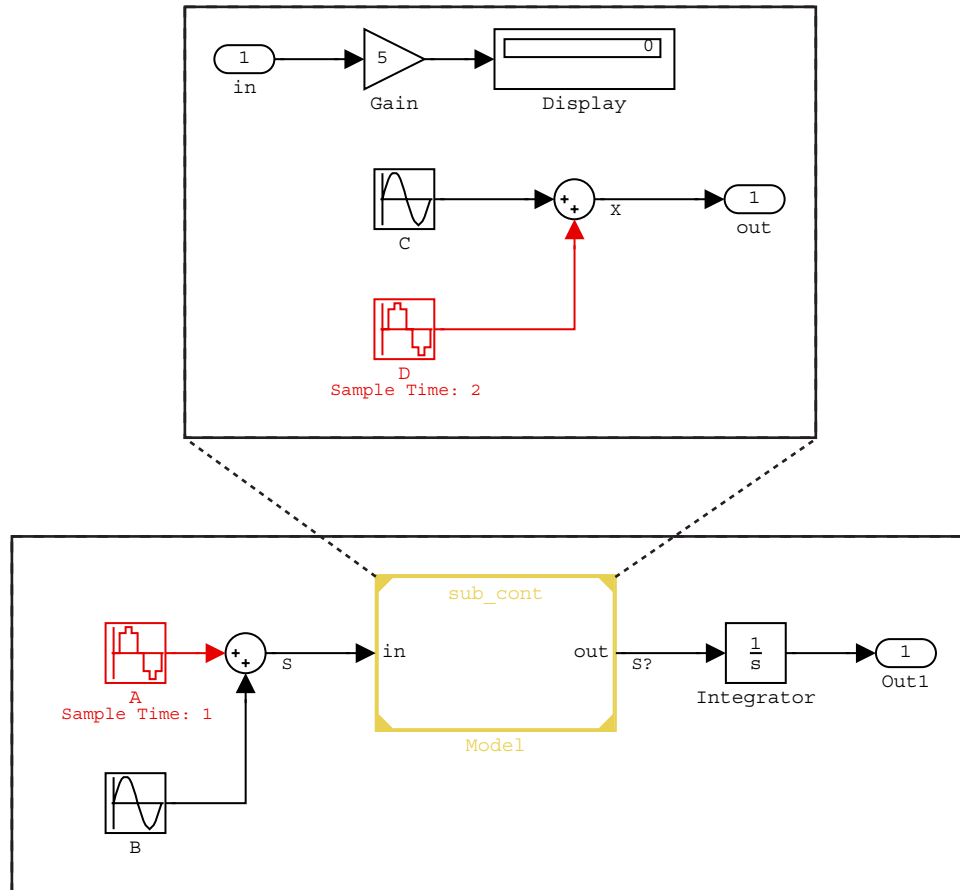 1
in
5
Gain
0
Display
C
+
+
X
1
out
D
Sample Time: 2
sub_cont
in
out
Model
A
Sample Time: 1
+
+
S
B
S?
1
s
Integrator
1
Out1